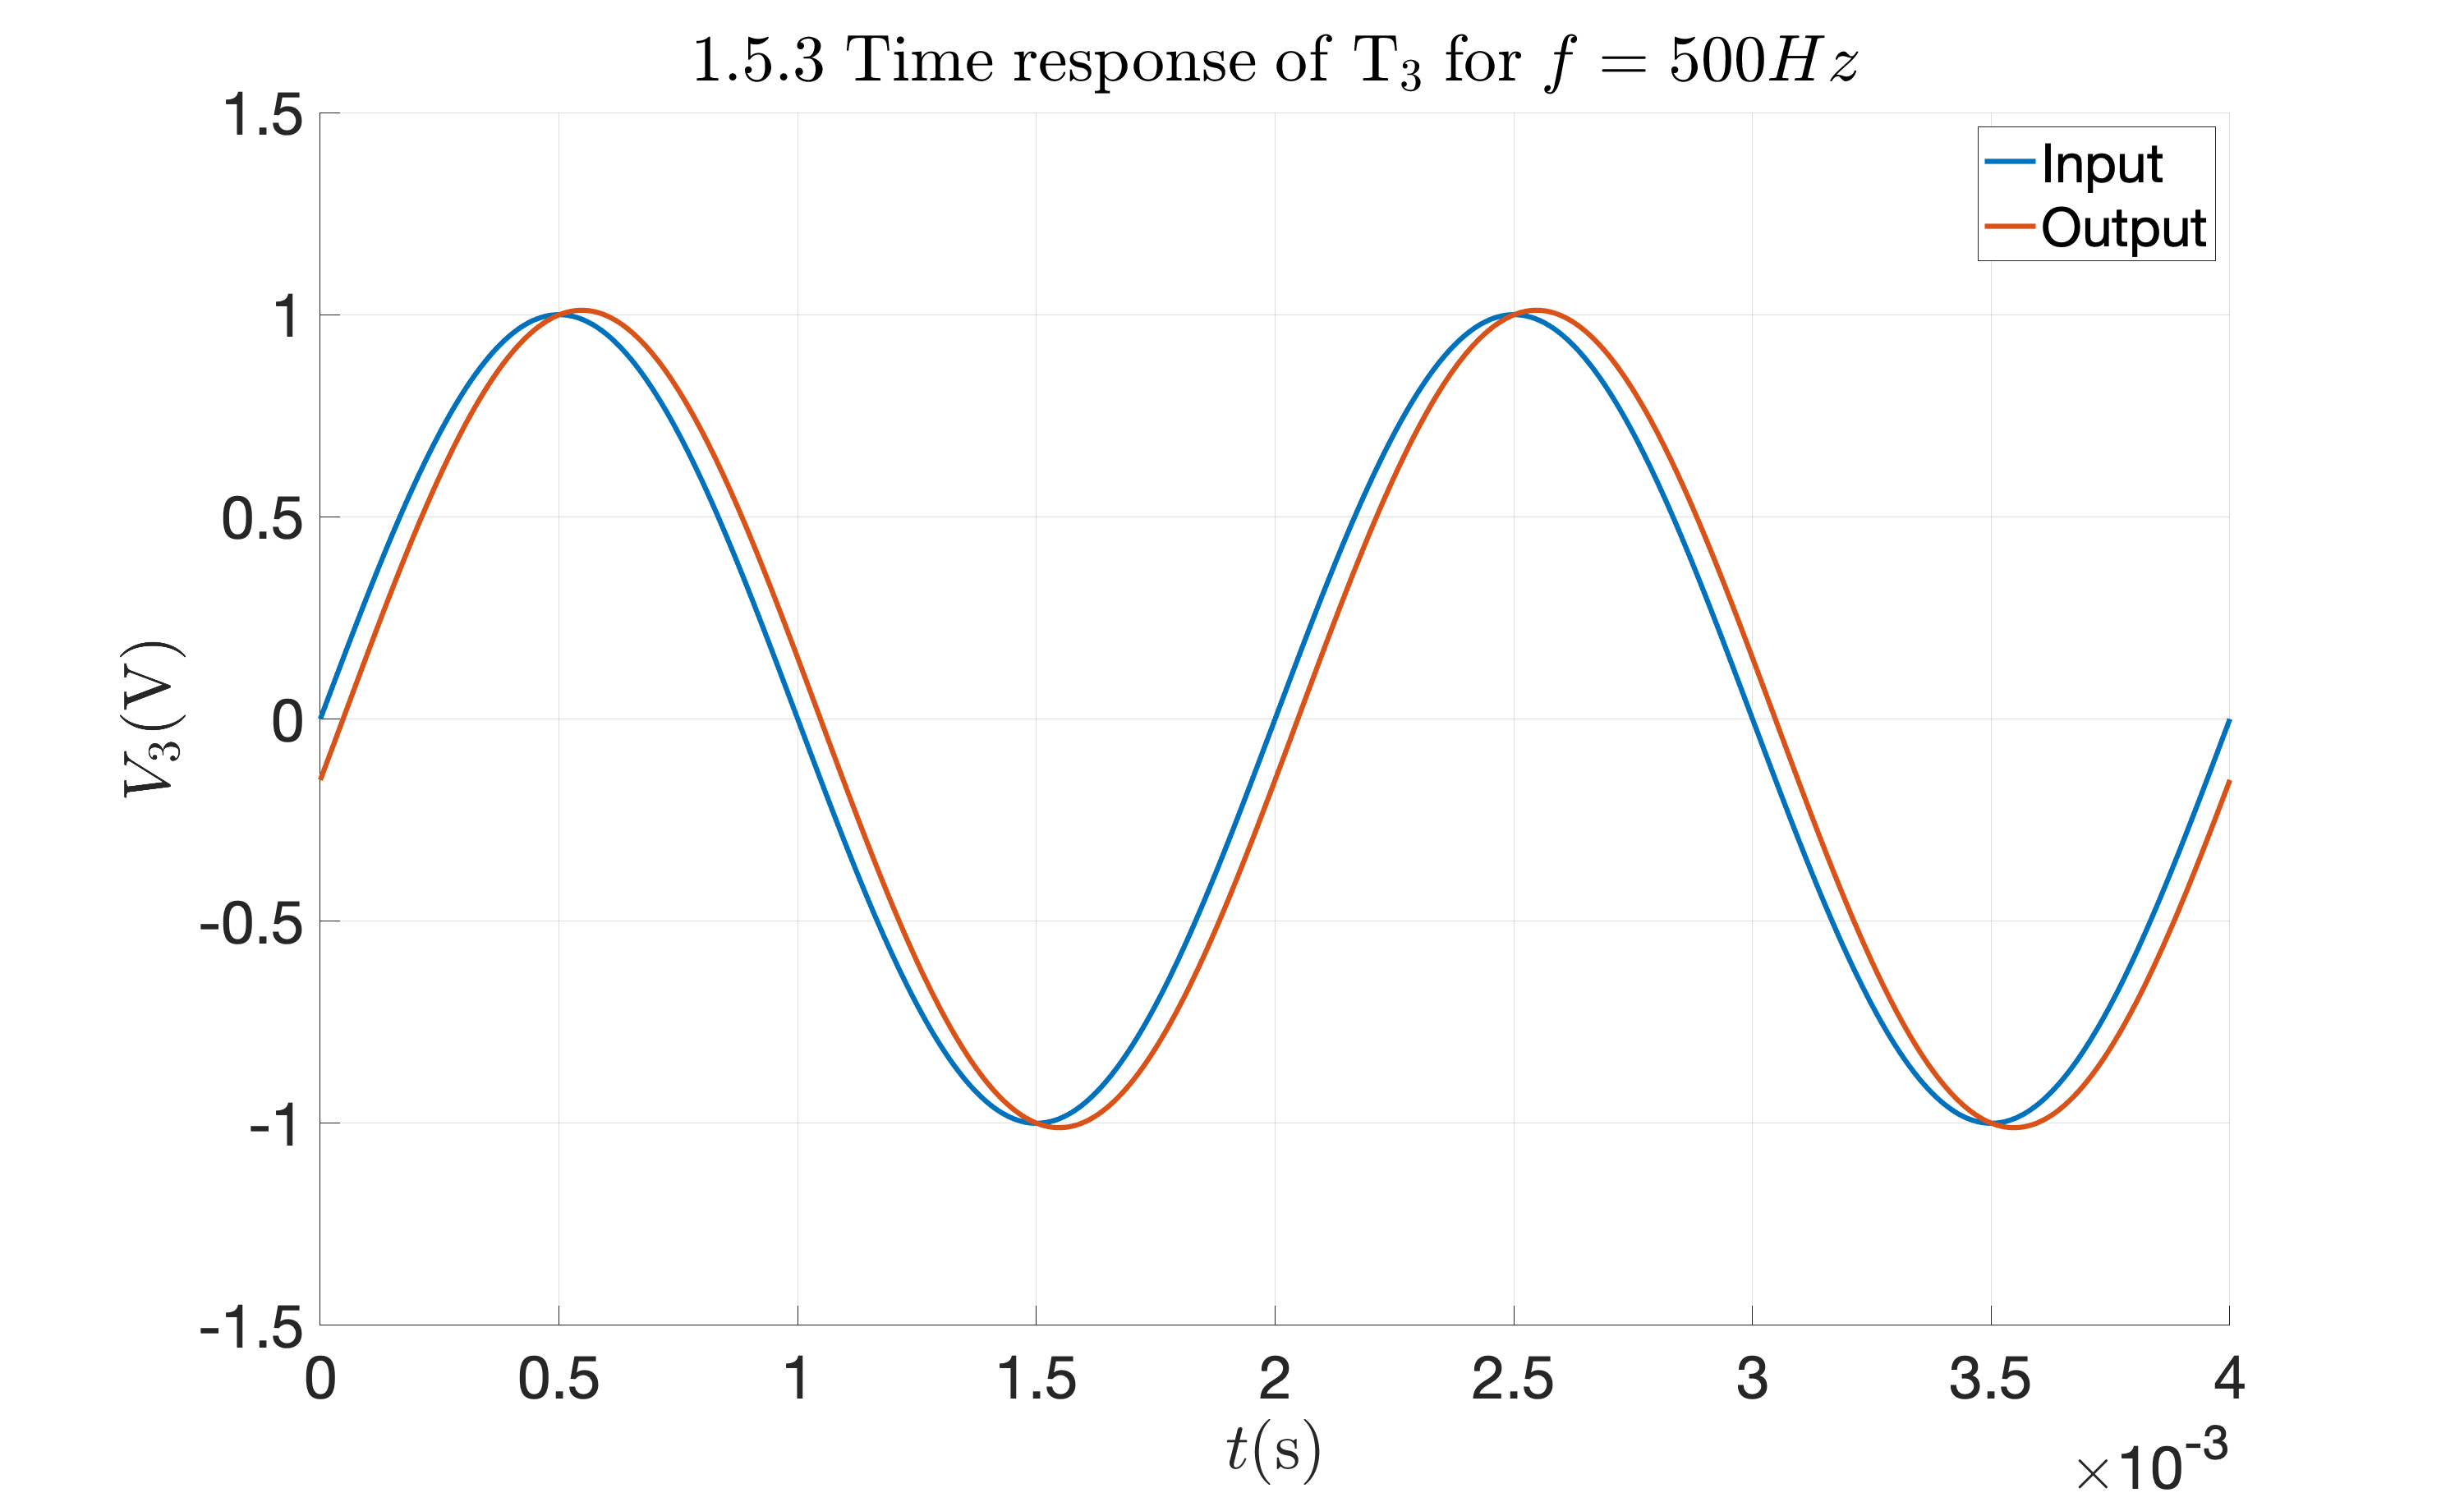 1.5.3 Time response of T₃ for f = 500Hz
Input
Output
1.5
1
0.5
0
-0.5
-1
-1.5
V₃(V)
0 0.5 1 1.5 2 2.5 3 3.5 4
t(s)
×10⁻³